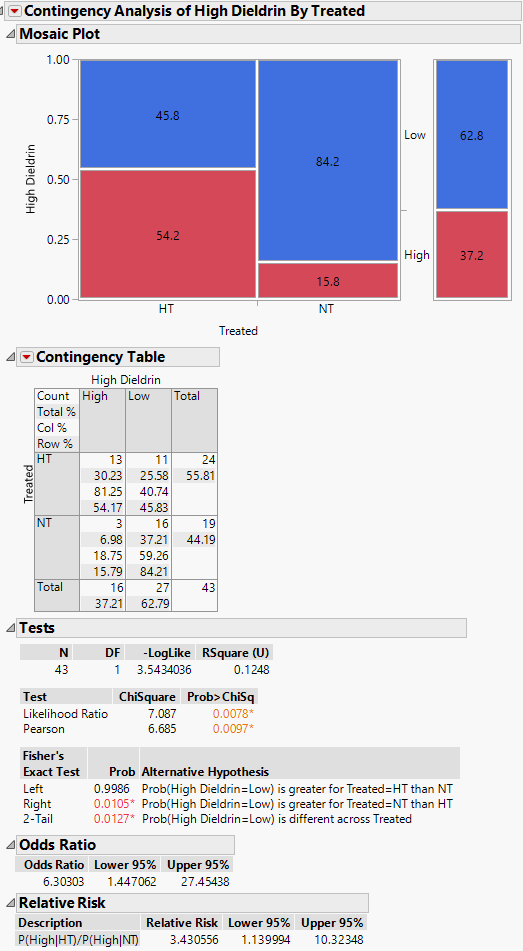 Contingency Analysis of High Dieldrin By Treated
Mosaic Plot
1.00
0.75
0.50
0.25
0.00
High Dieldrin
45.8
54.2
84.2
15.8
Low
High
62.8
37.2
HT NT
Treated
Contingency Table
High Dieldrin
Treated
Count High Low Total
Total %
Col %
Row %
HT 13 11 24
30.23 25.58 55.81
81.25 40.74
54.17 45.83
NT 3 16 19
6.98 37.21 44.19
18.75 59.26
15.79 84.21
Total 16 27 43
37.21 62.79
Tests
N DF -LogLike RSquare (U)
43 1 3.5434036 0.1248
Test ChiSquare Prob>ChiSq
Likelihood Ratio 7.087 0.0078*
Pearson 6.685 0.0097*
Fisher's
Exact Test Prob Alternative Hypothesis
Left 0.9986 Prob(High Dieldrin=Low) is greater for Treated=HT than NT
Right 0.0105* Prob(High Dieldrin=Low) is greater for Treated=NT than HT
2-Tail 0.0127* Prob(High Dieldrin=Low) is different across Treated
Odds Ratio
Odds Ratio Lower 95% Upper 95%
6.30303 1.447062 27.45438
Relative Risk
Description Relative Risk Lower 95% Upper 95%
P(High|HT)/P(High|NT) 3.430556 1.139994 10.32348